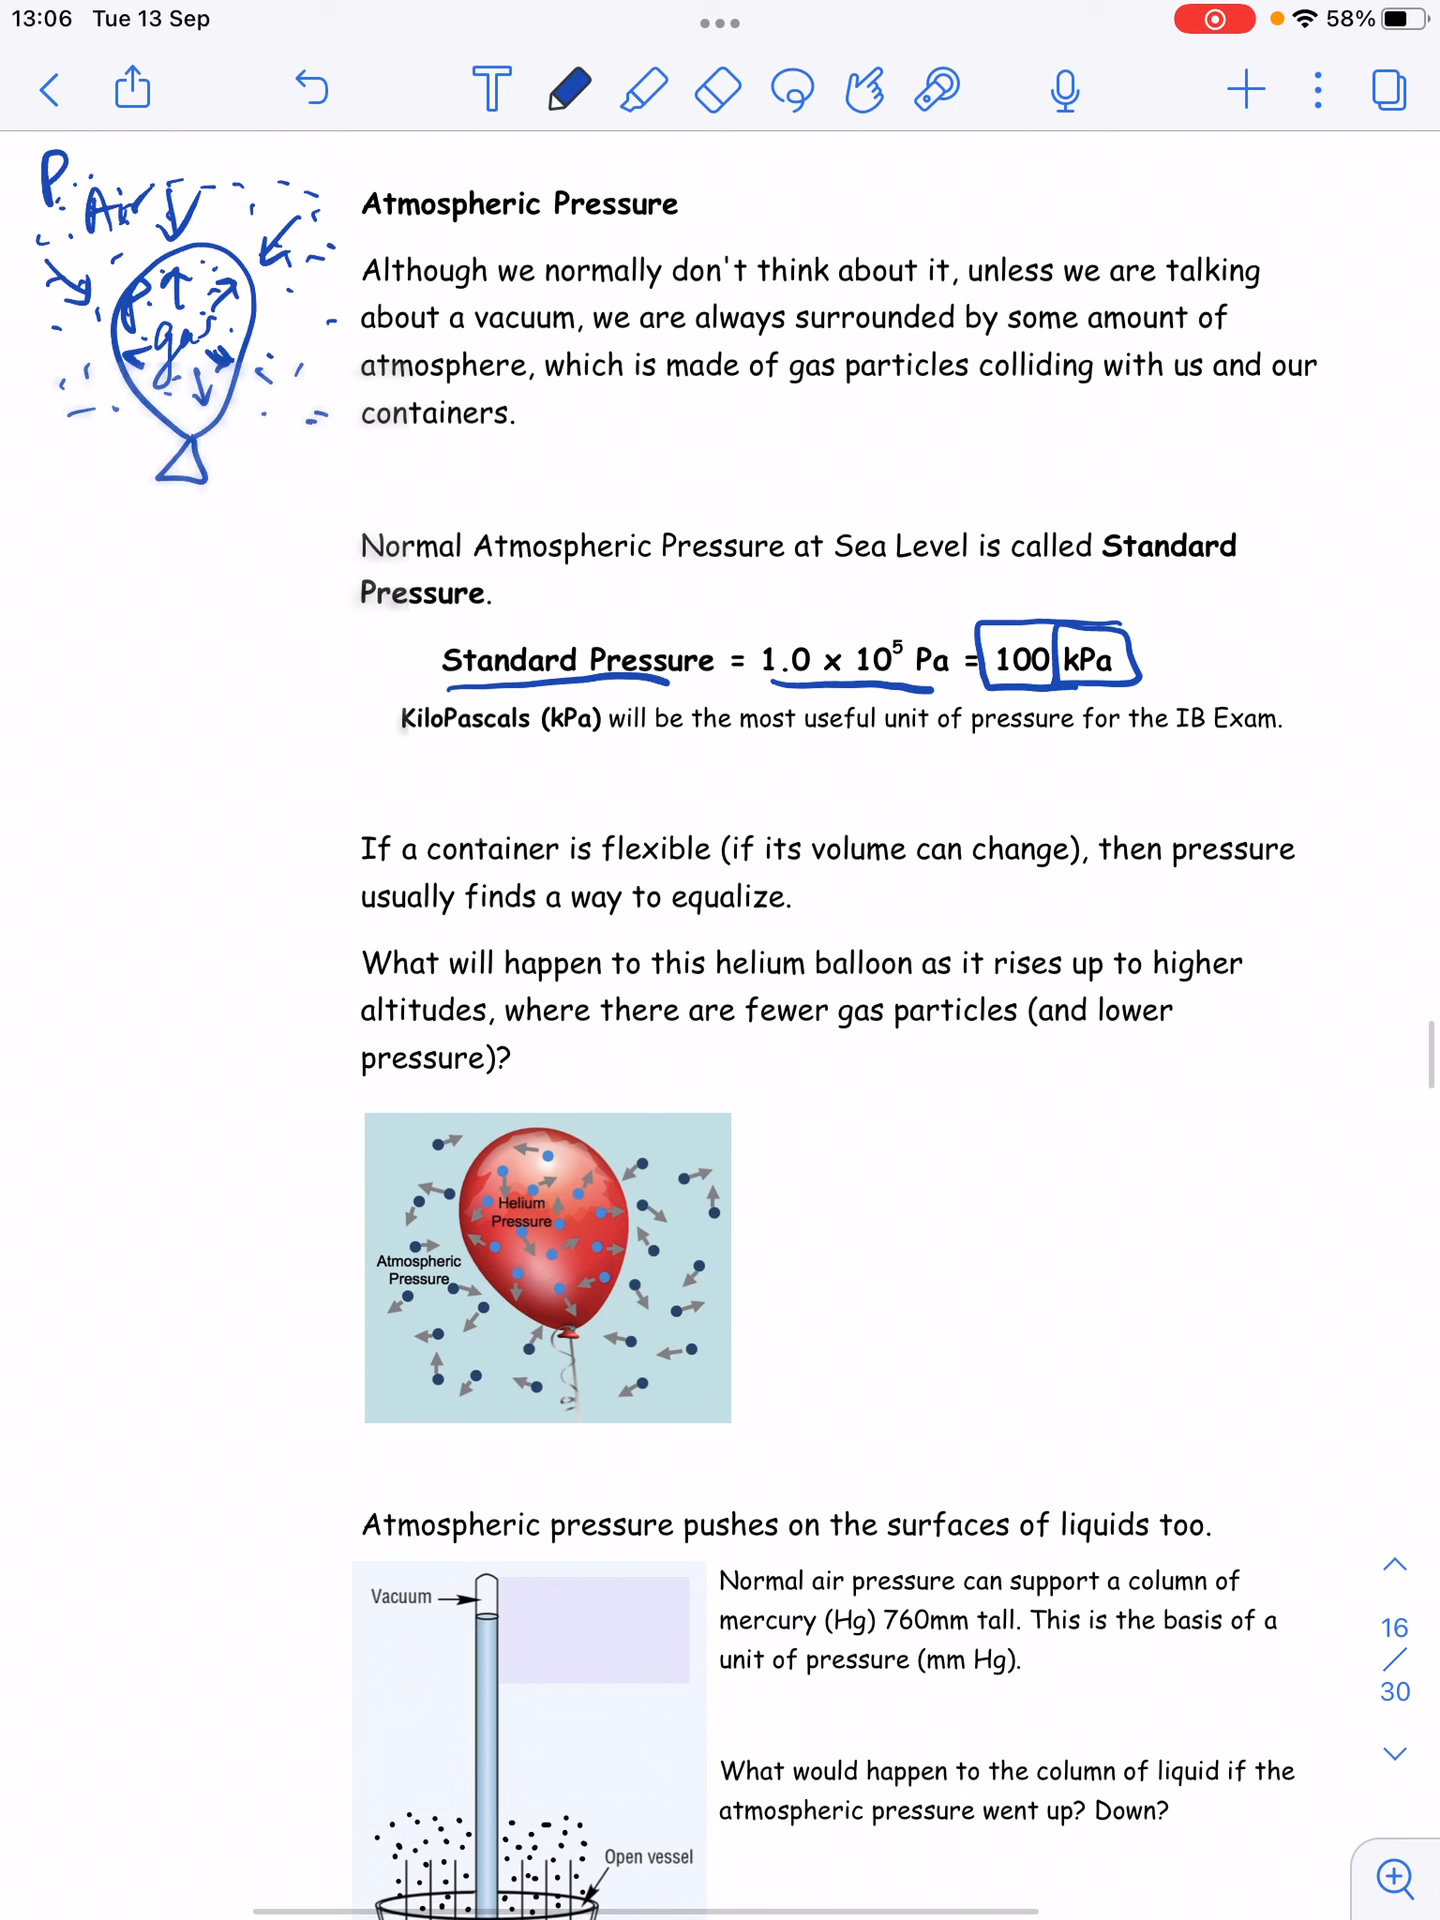 13:06 Tue 13 Sep
58%
P
Air
Atmospheric Pressure
P
gas
Although we normally don't think about it, unless we are talking
about a vacuum, we are always surrounded by some amount of
atmosphere, which is made of gas particles colliding with us and our
containers.
Normal Atmospheric Pressure at Sea Level is called Standard
Pressure.
Standard Pressure = 1.0 x 10⁵ Pa = 100 kPa
KiloPascals (kPa) will be the most useful unit of pressure for the IB Exam.
If a container is flexible (if its volume can change), then pressure
usually finds a way to equalize.
What will happen to this helium balloon as it rises up to higher
altitudes, where there are fewer gas particles (and lower
pressure)?
Helium
Pressure
Atmospheric
Pressure
Atmospheric pressure pushes on the surfaces of liquids too.
Vacuum
Normal air pressure can support a column of
mercury (Hg) 760mm tall. This is the basis of a
unit of pressure (mm Hg).
16
/
30
What would happen to the column of liquid if the
atmospheric pressure went up? Down?
Open vessel